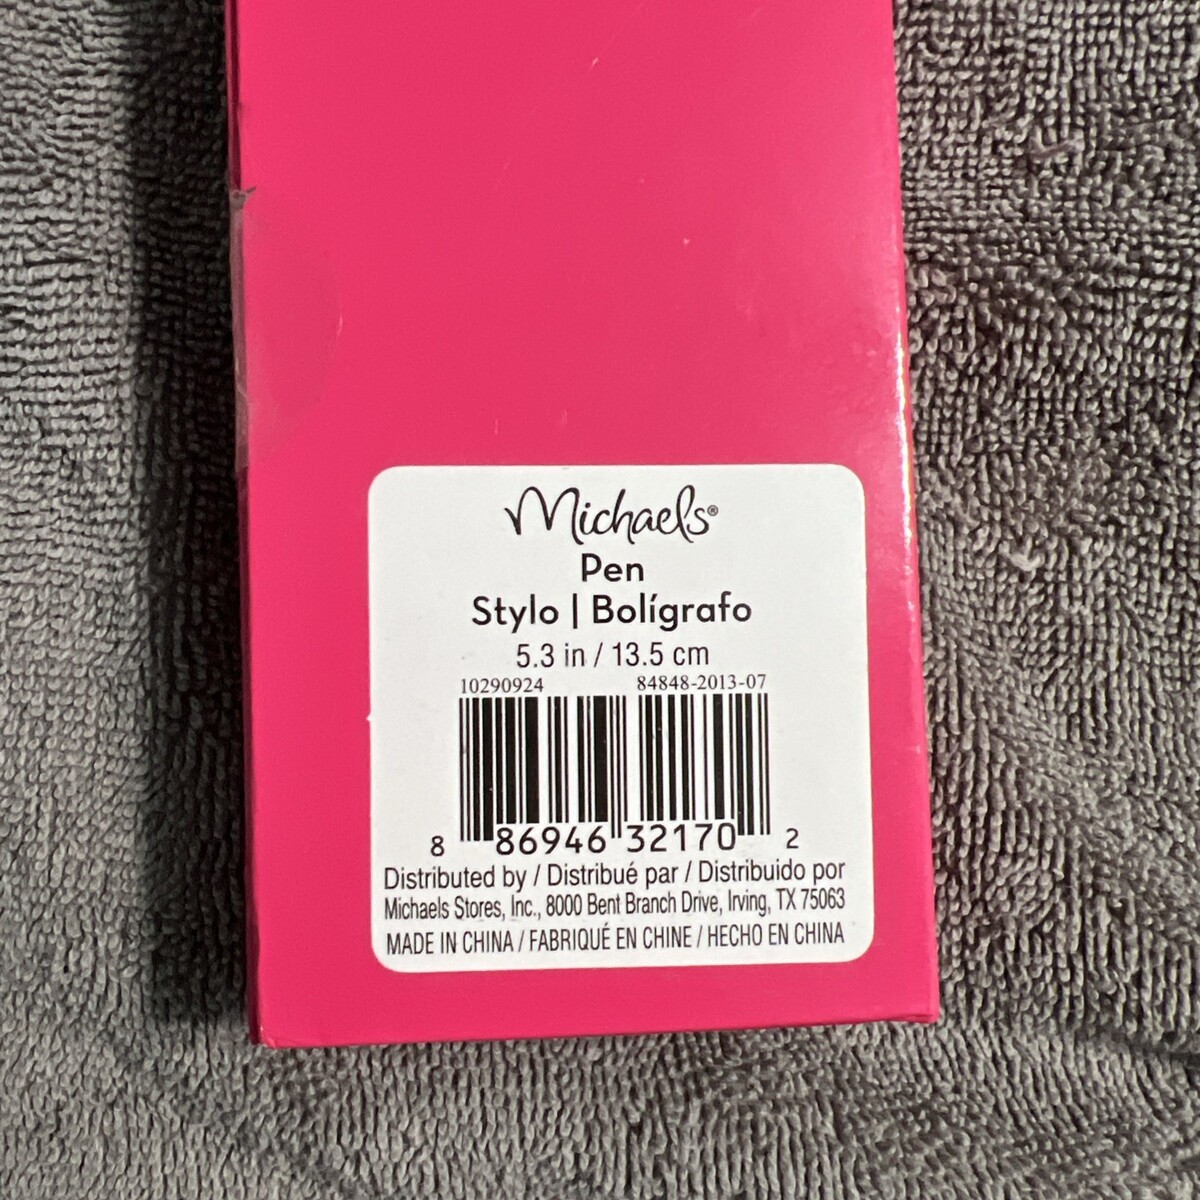 Michaels®
Pen
Stylo | Bolígrafo
5.3 in / 13.5 cm
10290924 84848-2013-07
8 86946 32170 2
Distributed by / Distribué par / Distribuido por
Michaels Stores, Inc., 8000 Bent Branch Drive, Irving, TX 75063
MADE IN CHINA / FABRIQUÉ EN CHINE / HECHO EN CHINA